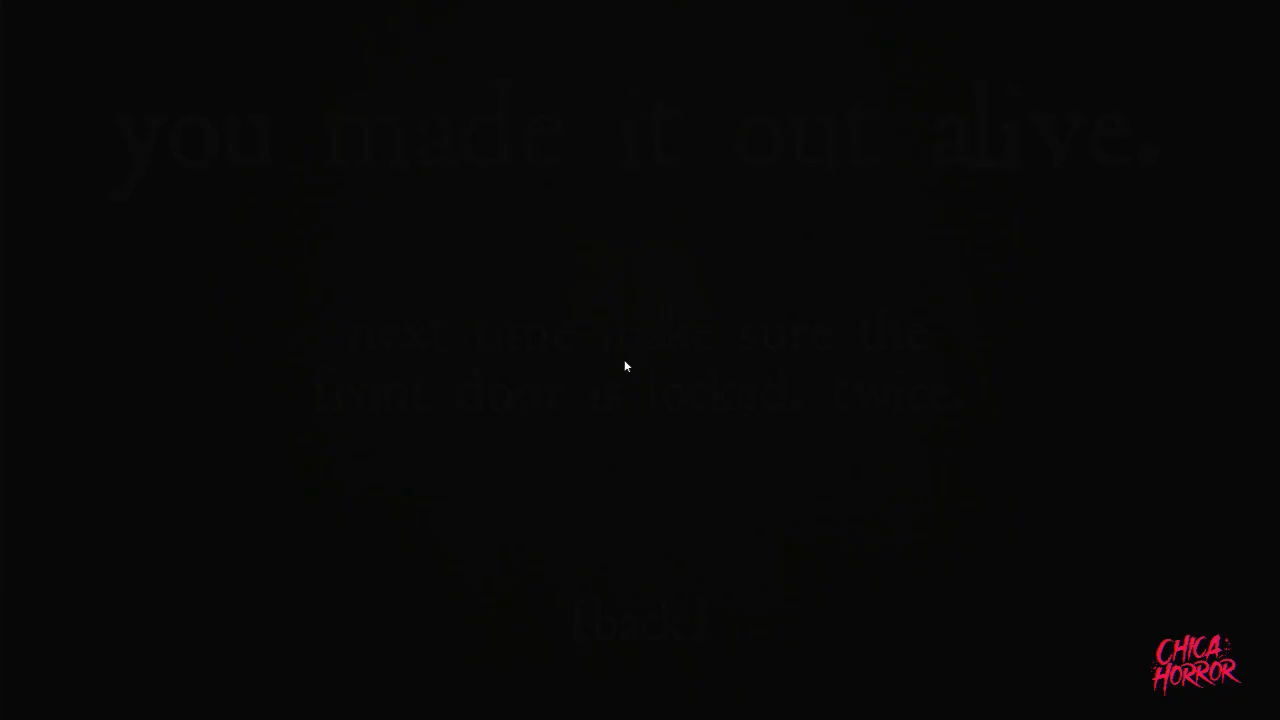 you made it out alive.
next time make sure the
front door is locked. twice.
[back]
CHICA
HORROR